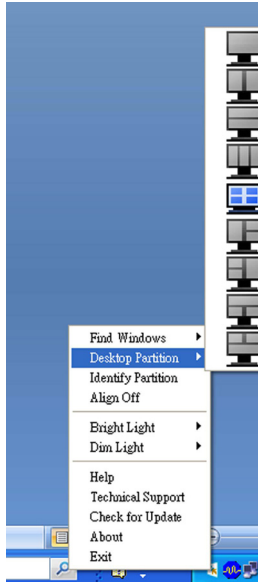 Find Windows
Desktop Partition
Identify Partition
Align Off
Bright Light
Dim Light
Help
Technical Support
Check for Update
About
Exit